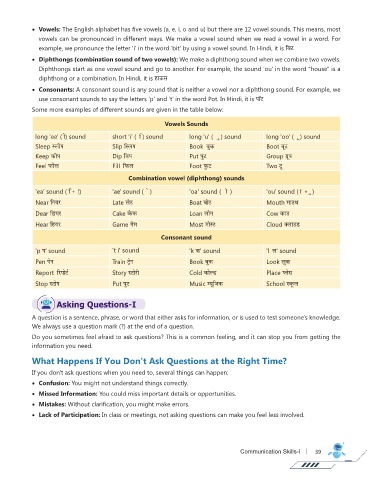 • Vowels: The English alphabet has five vowels (a, e, i, o and u) but there are 12 vowel sounds. This means, most
vowels can be pronounced in different ways. We make a vowel sound when we read a vowel in a word. For
example, we pronounce the letter 'i' in the word 'bit' by using a vowel sound. In Hindi, it is बिट
• Diphthongs (combination sound of two vowels): We make a diphthong sound when we combine two vowels.
Diphthongs start as one vowel sound and go to another. For example, the sound 'ou' in the word "house" is a
diphthong or a combination. In Hindi, it is हाऊस
• Consonants: A consonant sound is any sound that is neither a vowel nor a diphthong sound. For example, we
use consonant sounds to say the letters 'p' and 't' in the word Pot. In Hindi, it is पॉट
Some more examples of different sounds are given in the table below:
Vowels Sounds
long 'ee' (ी) sound short 'i' (ि) sound long 'u' (ु) sound long 'oo' (ू) sound
Sleep स्लीप Slip स्लिप Book बुक Boot बूट
Keep कीप Dip डिप Put पुट Group ग्रुप
Feel फील Fill फिल Foot फुट Two टू
Combination vowel (diphthong) sounds
'ea' sound (ि+ ा) 'ae' sound (े) 'oa' sound (ो) 'ou' sound (ा +ू)
Near नियर Late लेट Boat बोट Mouth माउथ
Dear डियर Cake केक Loan लोन Cow काउ
Hear हियर Game गेम Most मोस्ट Cloud क्लाउड
Consonant sound
'p प' sound 't ट' sound 'k क' sound 'l ल' sound
Pen पेन Train ट्रेन Book बुक Look लुक
Report रिपोर्ट Story स्टोरी Cold कोल्ड Place प्लेस
Stop स्टॉप Put पुट Music म्यूजिक School स्कूल
Asking Questions-I
A question is a sentence, phrase, or word that either asks for information, or is used to test someone's knowledge.
We always use a question mark (?) at the end of a question.
Do you sometimes feel afraid to ask questions? This is a common feeling, and it can stop you from getting the
information you need.
What Happens If You Don't Ask Questions at the Right Time?
If you don't ask questions when you need to, several things can happen:
• Confusion: You might not understand things correctly.
• Missed Information: You could miss important details or opportunities.
• Mistakes: Without clarification, you might make errors.
• Lack of Participation: In class or meetings, not asking questions can make you feel less involved.
Communication Skills-I | 39